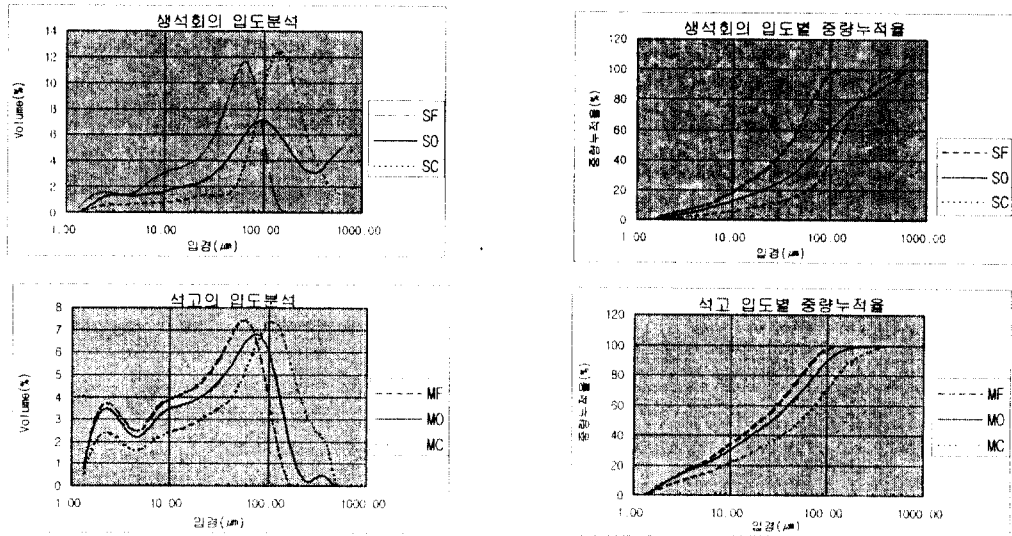 생석회의 입도분석
14
12
10
8
6
4
2
0
Volume(%)
1.00 10.00 100.00 1000.00
입경(㎛)
SF
SO
SC
생석회의 입도별 중량누적율
120
100
80
60
40
20
0
중량누적율(%)
1.00 10.00 100.00 1000.00
입경(㎛)
SF
SO
SC
석고의 입도분석
8
7
6
5
4
3
2
1
0
Volume(%)
1.00 10.00 100.00 1000.00
입경(㎛)
MF
MO
MC
석고 입도별 중량누적율
120
100
80
60
40
20
0
중량누적율(%)
1.00 10.00 100.00 1000.00
입경(㎛)
MF
MO
MC